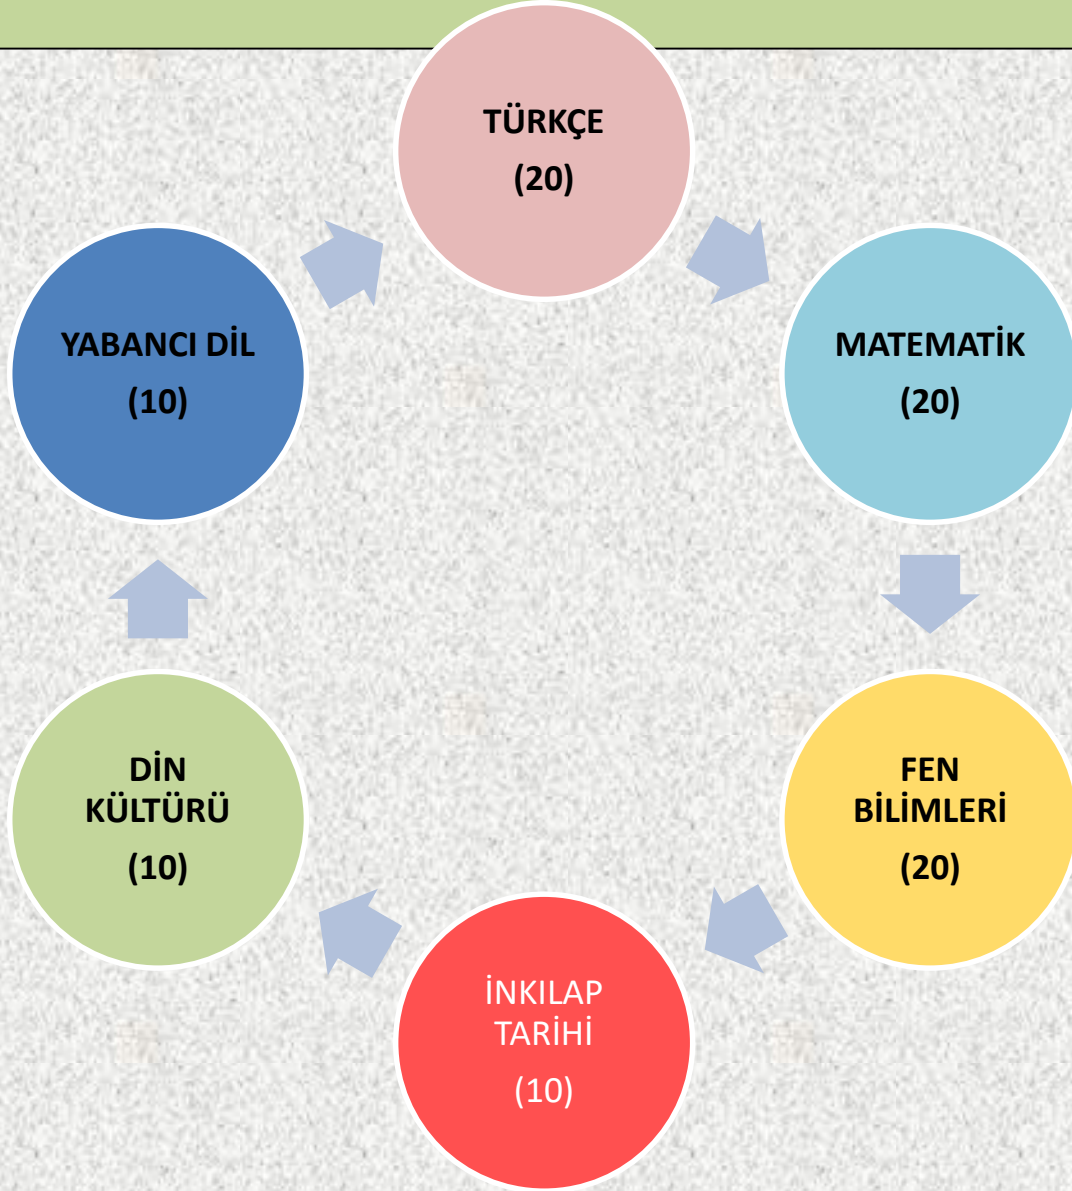 TÜRKÇE
(20)
MATEMATİK
(20)
FEN
BİLİMLERİ
(20)
İNKILAP
TARİHİ
(10)
DİN
KÜLTÜRÜ
(10)
YABANCI DİL
(10)